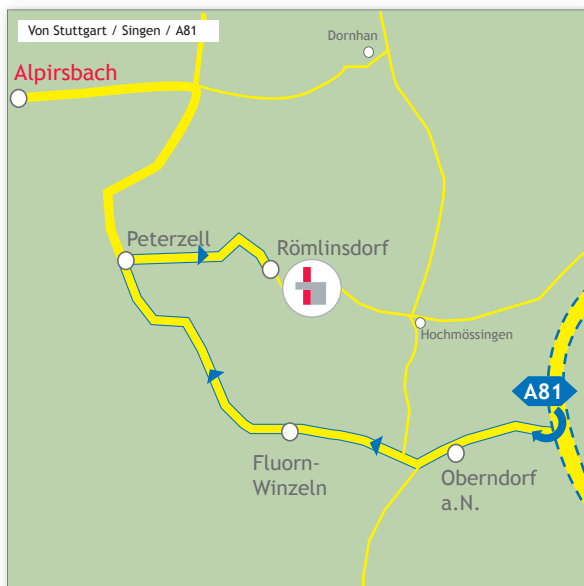 Von Stuttgart / Singen / A81
Dornhan
Alpirsbach
Peterzell
Römlinsdorf
Hochmössingen
A81
Fluorn-
Winzeln
Oberndorf
a.N.